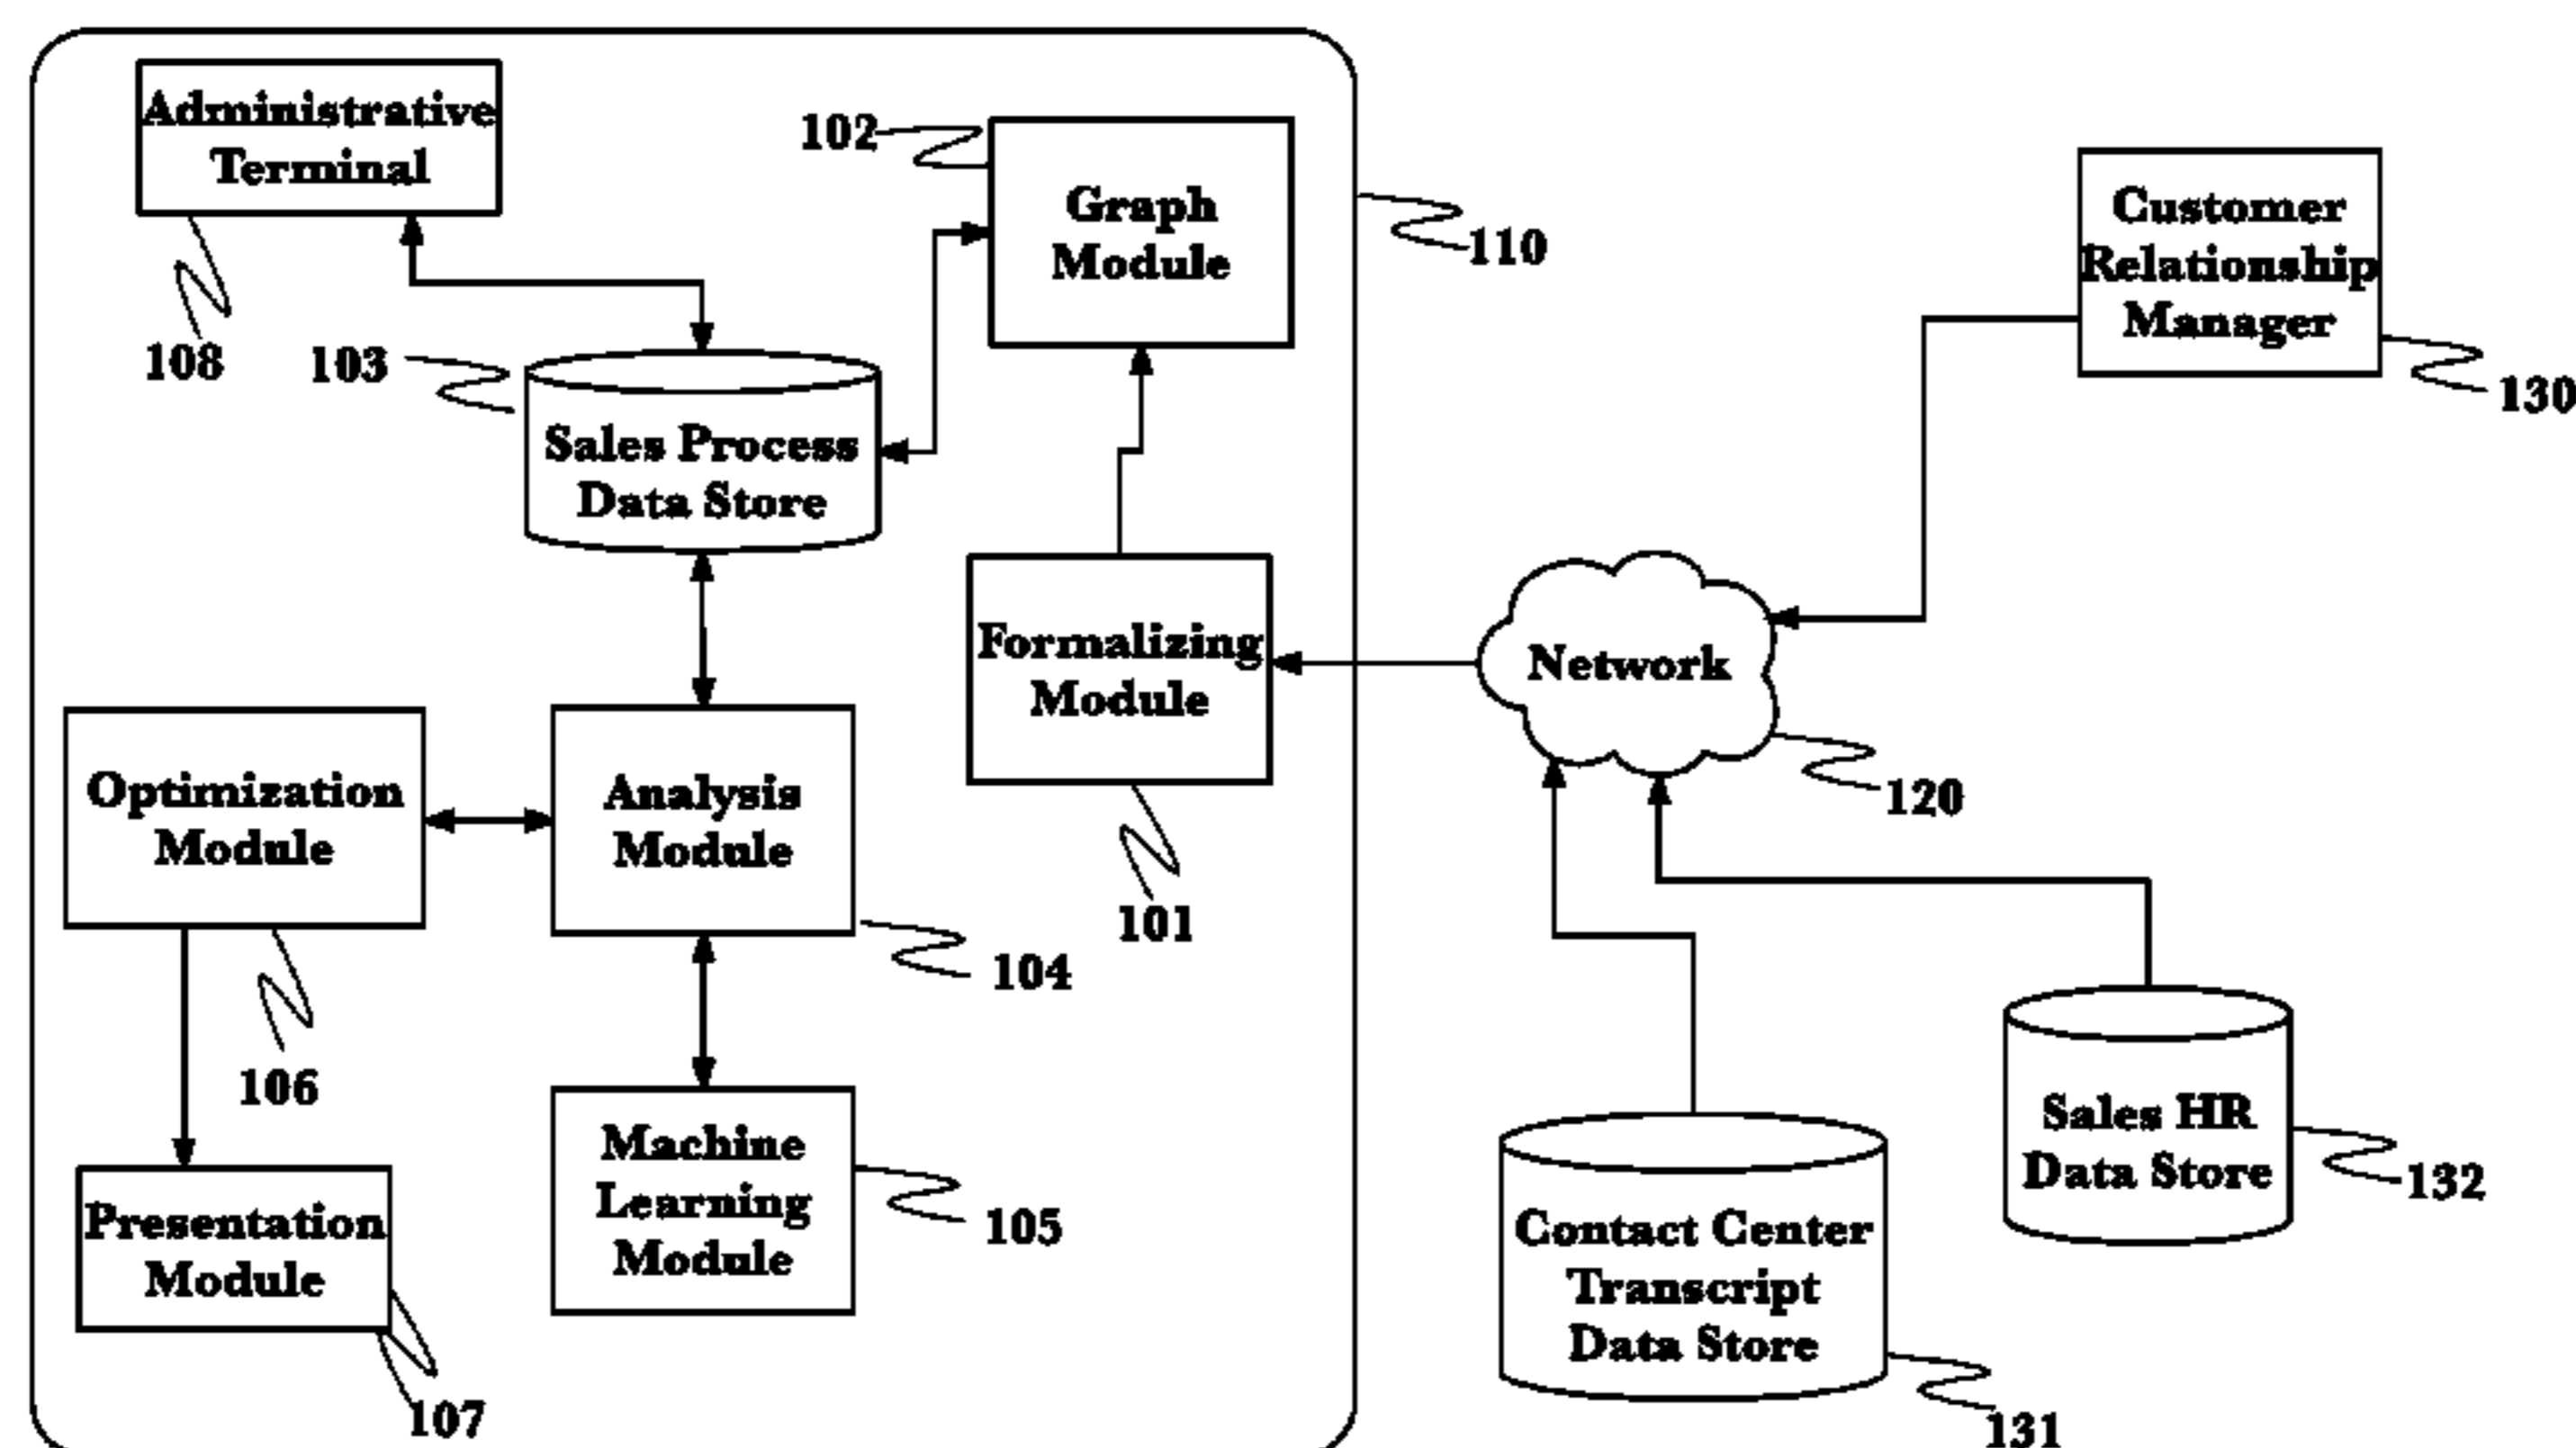 Administrative
Terminal
108
102
Graph
Module
110
Customer
Relationship
Manager
130
103
Sales Process
Data Store
Formalizing
Module
101
Network
120
Optimization
Module
106
Analysis
Module
104
Presentation
Module
107
Machine
Learning
Module
105
Contact Center
Transcript
Data Store
131
Sales HR
Data Store
132